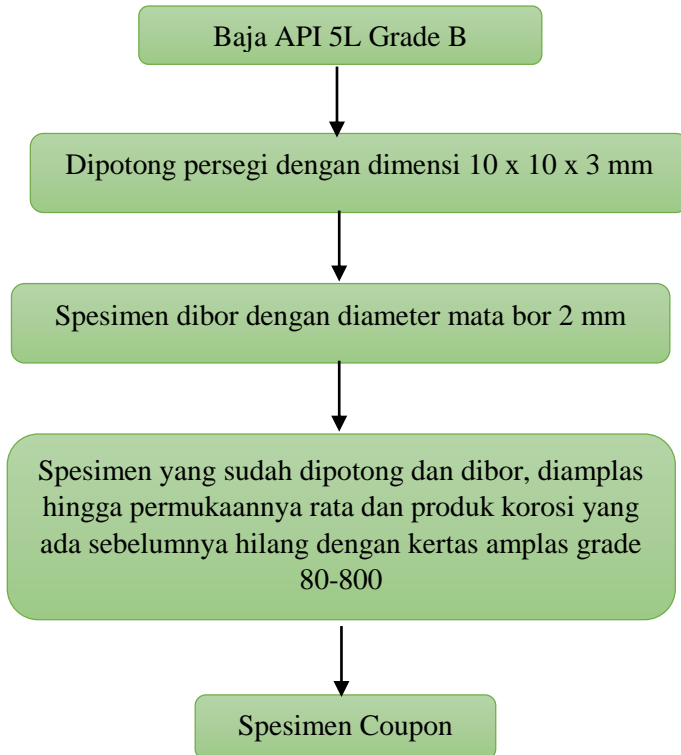 Baja API 5L Grade B
Dipotong persegi dengan dimensi 10 x 10 x 3 mm
Spesimen dibor dengan diameter mata bor 2 mm
Spesimen yang sudah dipotong dan dibor, diamplas
hingga permukaannya rata dan produk korosi yang
ada sebelumnya hilang dengan kertas amplas grade
80-800
Spesimen Coupon